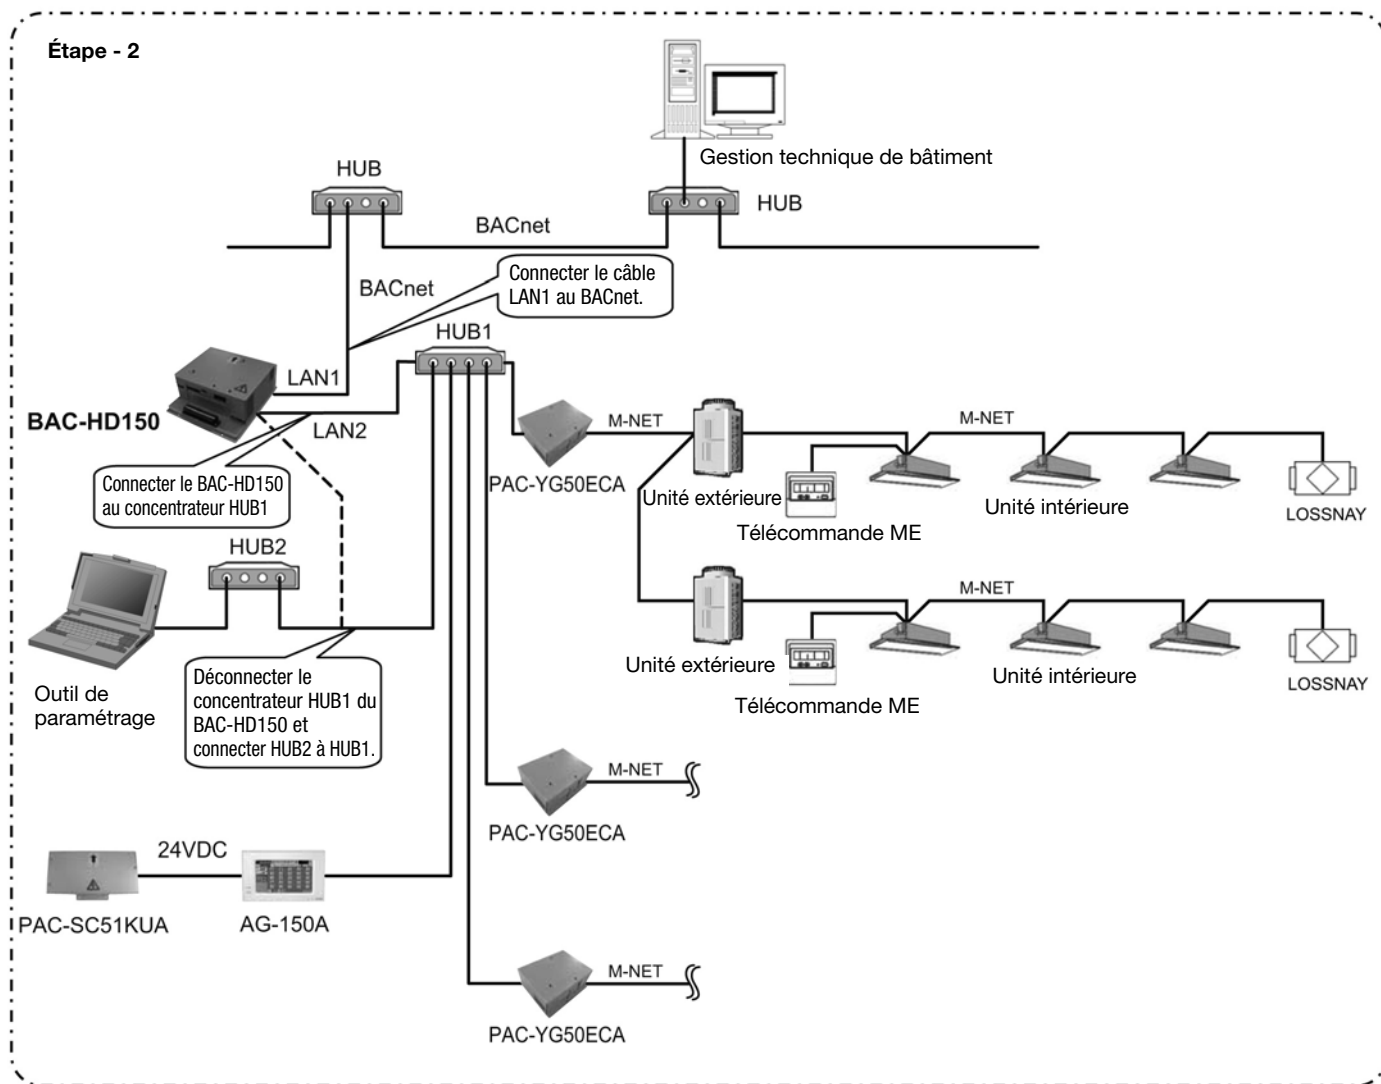 Étape - 2
Gestion technique de bâtiment
HUB
HUB
BACnet
BACnet
Connecter le câble
LAN1 au BACnet.
HUB1
LAN1
BAC-HD150
LAN2
M-NET
M-NET
PAC-YG50ECA
Connecter le BAC-HD150
au concentrateur HUB1
Unité extérieure
Unité intérieure
LOSSNAY
Télécommande ME
HUB2
M-NET
Unité extérieure
Unité intérieure
LOSSNAY
Télécommande ME
Outil de
paramétrage
Déconnecter le
concentrateur HUB1 du
BAC-HD150 et
connecter HUB2 à HUB1.
M-NET
PAC-YG50ECA
24VDC
PAC-SC51KUA
AG-150A
M-NET
PAC-YG50ECA